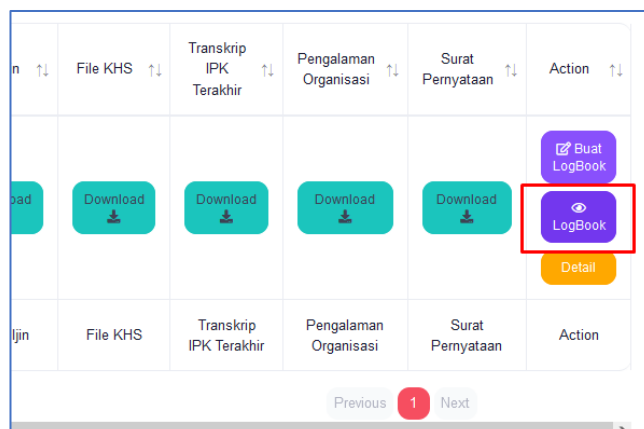 n
File KHS
Transkrip
IPK
Terakhir
Pengalaman
Organisasi
Surat
Pernyataan
Action
oad
Download
Download
Download
Download
Buat
LogBook
LogBook
Detail
ljin
File KHS
Transkrip
IPK Terakhir
Pengalaman
Organisasi
Surat
Pernyataan
Action
Previous
1
Next